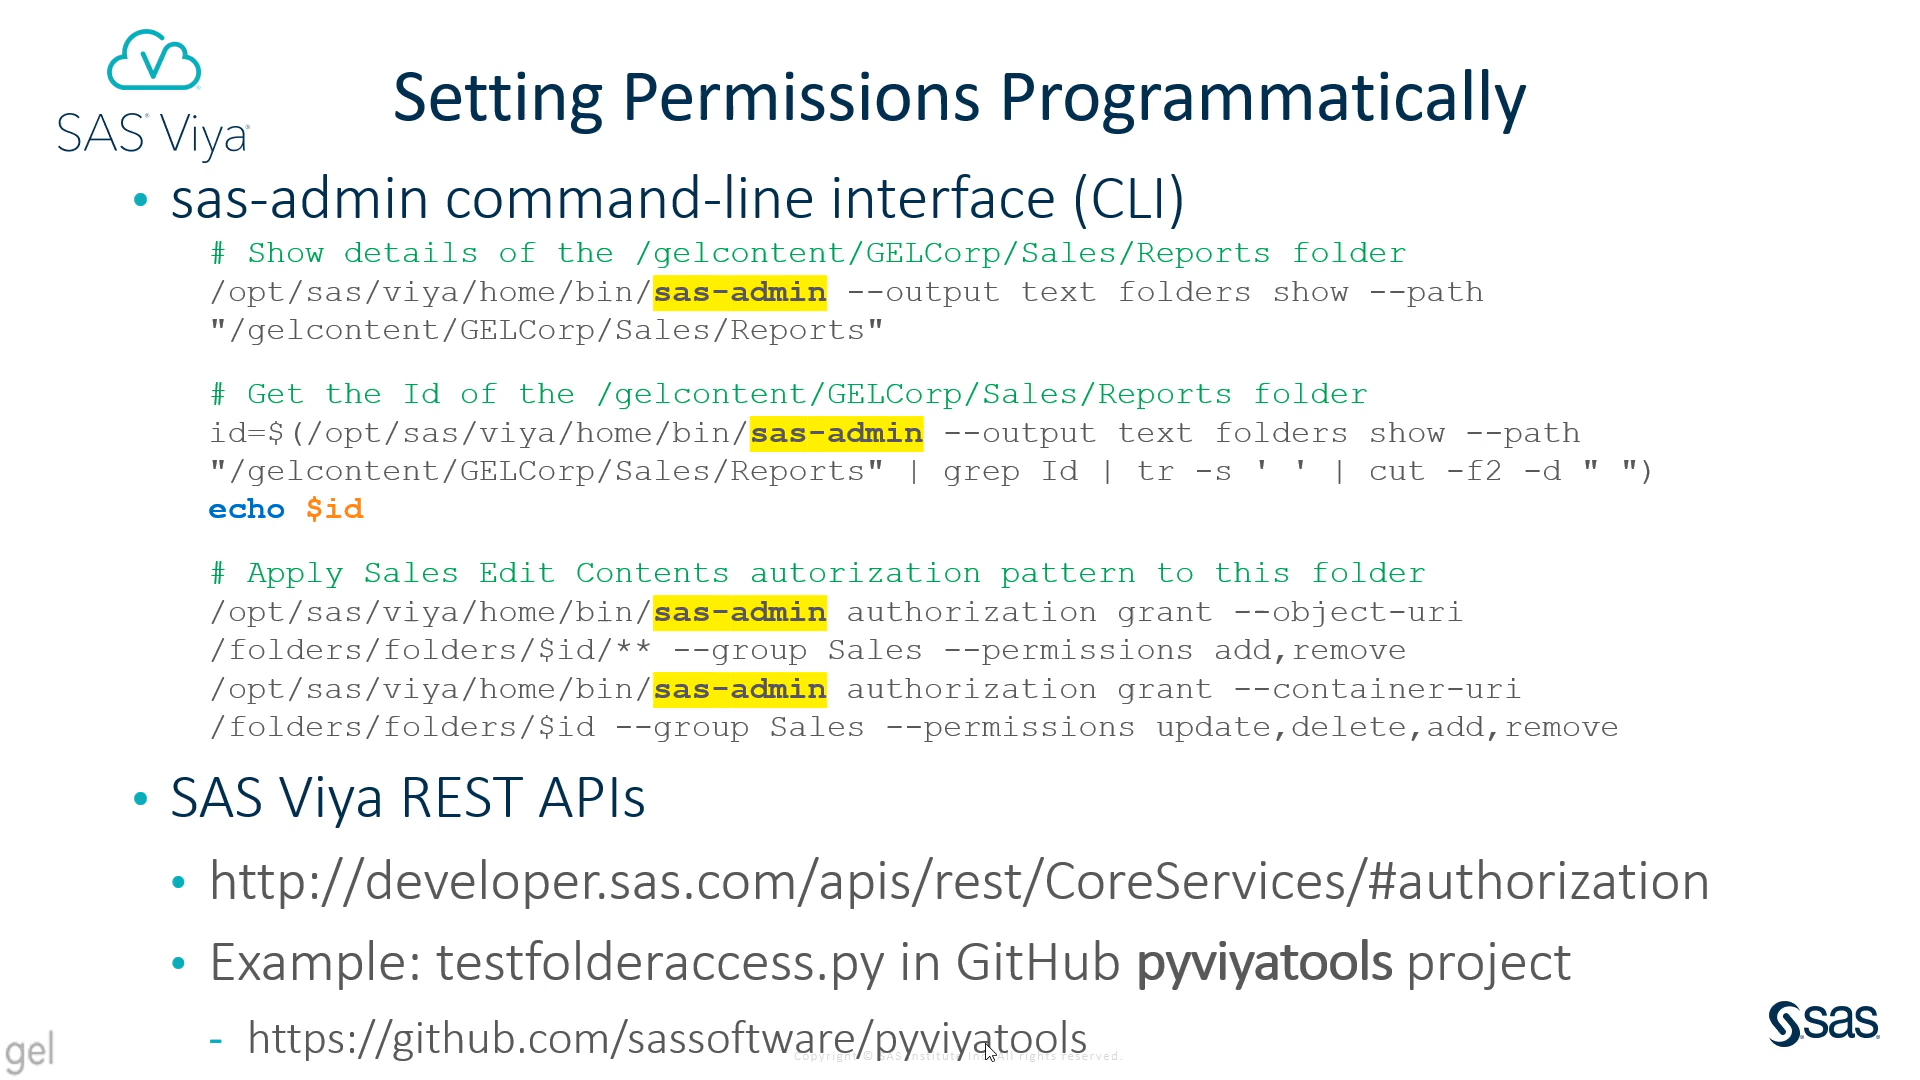 SAS® Viya®
Setting Permissions Programmatically
• sas-admin command-line interface (CLI)
# Show details of the /gelcontent/GELCorp/Sales/Reports folder
/opt/sas/viya/home/bin/sas-admin --output text folders show --path
"/gelcontent/GELCorp/Sales/Reports"
# Get the Id of the /gelcontent/GELCorp/Sales/Reports folder
id=$(/opt/sas/viya/home/bin/sas-admin --output text folders show --path
"/gelcontent/GELCorp/Sales/Reports" | grep Id | tr -s ' ' | cut -f2 -d " ")
echo $id
# Apply Sales Edit Contents autorization pattern to this folder
/opt/sas/viya/home/bin/sas-admin authorization grant --object-uri
/folders/folders/$id/** --group Sales --permissions add,remove
/opt/sas/viya/home/bin/sas-admin authorization grant --container-uri
/folders/folders/$id --group Sales --permissions update,delete,add,remove
• SAS Viya REST APIs
• http://developer.sas.com/apis/rest/CoreServices/#authorization
• Example: testfolderaccess.py in GitHub pyviyatools project
- https://github.com/sassoftware/pyviyatools
Copyright © SAS Institute Inc. All rights reserved.
gel
sas